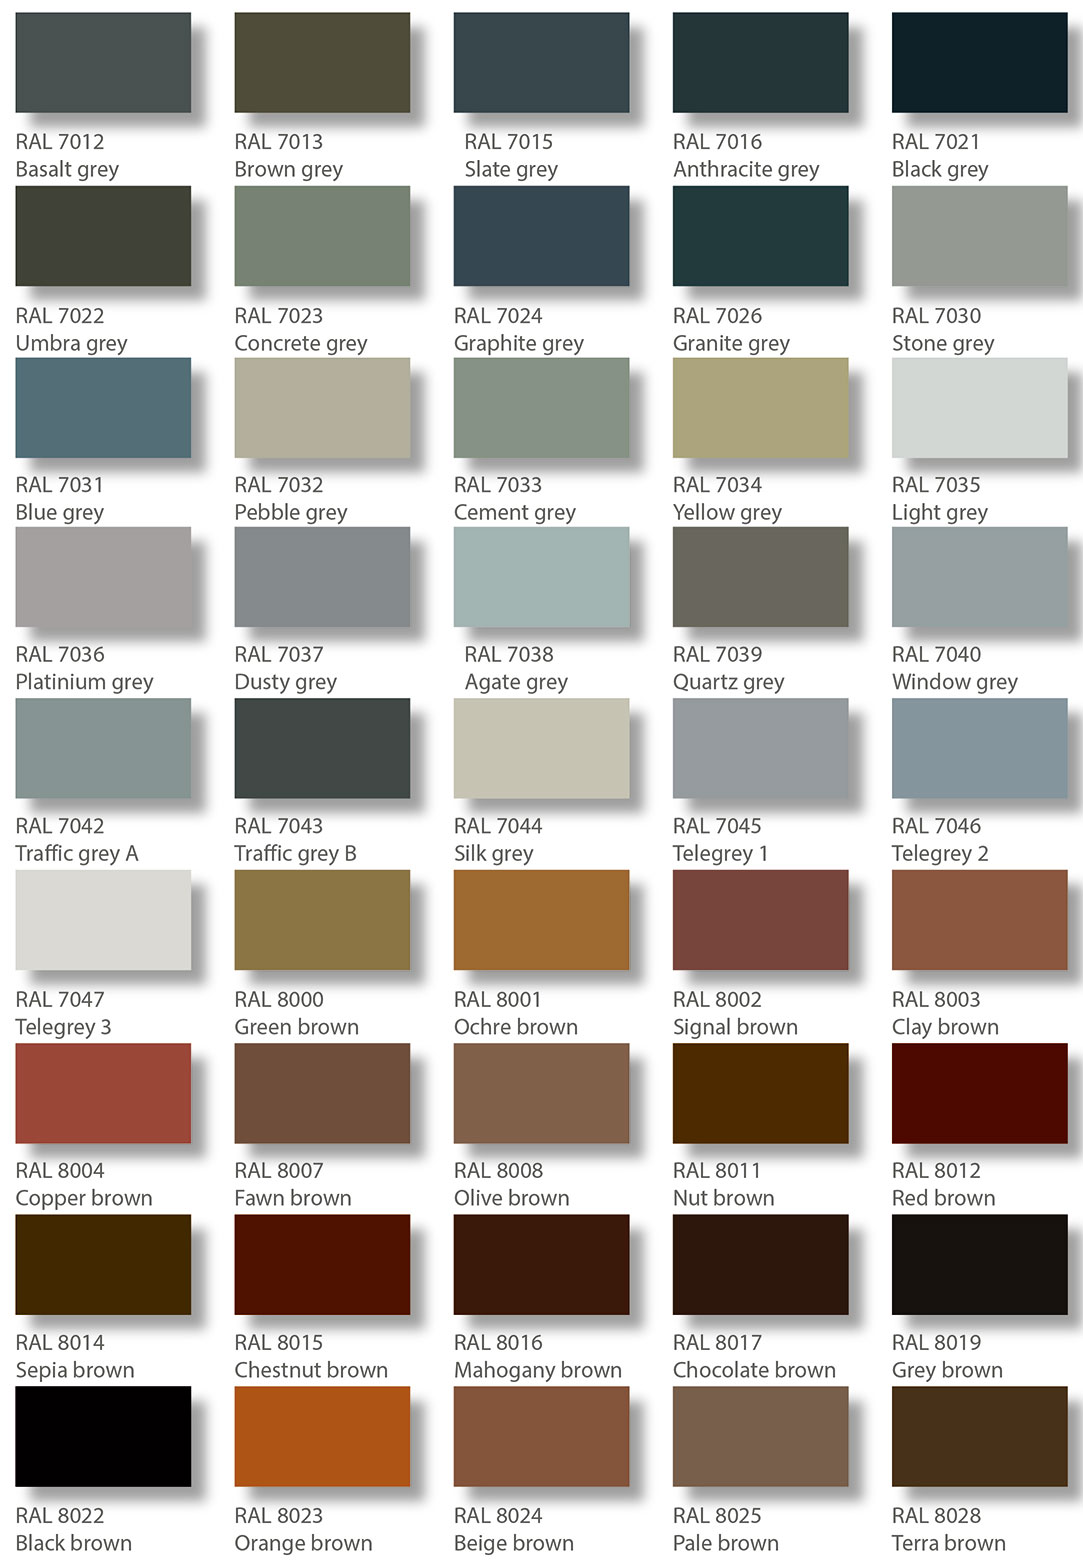 RAL 7012
Basalt grey
RAL 7013
Brown grey
RAL 7015
Slate grey
RAL 7016
Anthracite grey
RAL 7021
Black grey
RAL 7022
Umbra grey
RAL 7023
Concrete grey
RAL 7024
Graphite grey
RAL 7026
Granite grey
RAL 7030
Stone grey
RAL 7031
Blue grey
RAL 7032
Pebble grey
RAL 7033
Cement grey
RAL 7034
Yellow grey
RAL 7035
Light grey
RAL 7036
Platinium grey
RAL 7037
Dusty grey
RAL 7038
Agate grey
RAL 7039
Quartz grey
RAL 7040
Window grey
RAL 7042
Traffic grey A
RAL 7043
Traffic grey B
RAL 7044
Silk grey
RAL 7045
Telegrey 1
RAL 7046
Telegrey 2
RAL 7047
Telegrey 3
RAL 8000
Green brown
RAL 8001
Ochre brown
RAL 8002
Signal brown
RAL 8003
Clay brown
RAL 8004
Copper brown
RAL 8007
Fawn brown
RAL 8008
Olive brown
RAL 8011
Nut brown
RAL 8012
Red brown
RAL 8014
Sepia brown
RAL 8015
Chestnut brown
RAL 8016
Mahogany brown
RAL 8017
Chocolate brown
RAL 8019
Grey brown
RAL 8022
Black brown
RAL 8023
Orange brown
RAL 8024
Beige brown
RAL 8025
Pale brown
RAL 8028
Terra brown